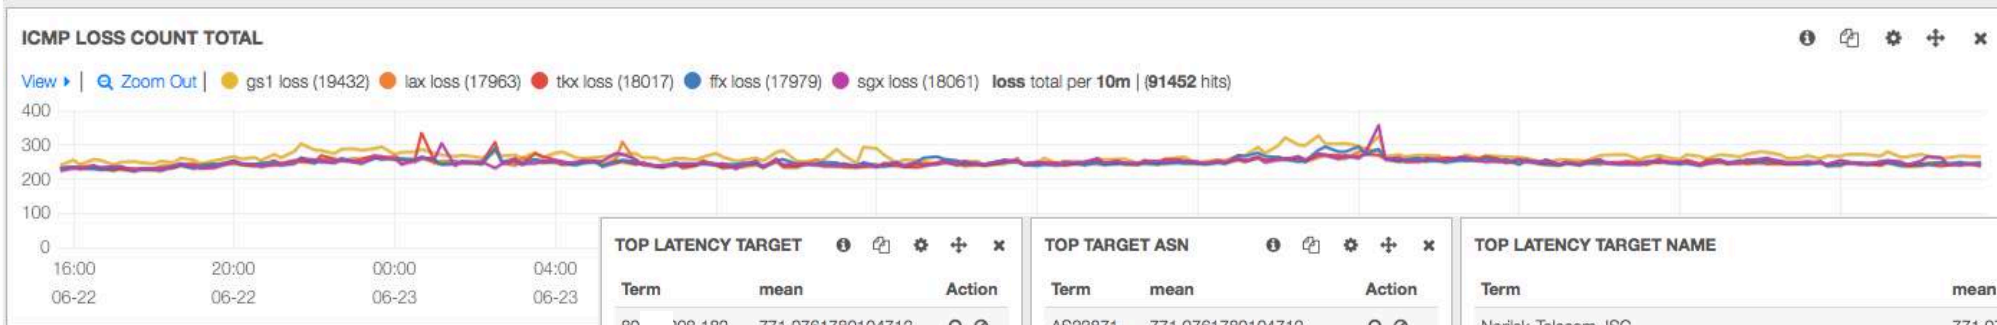 ICMP LOSS COUNT TOTAL
View | Zoom Out | gs1 loss (19432) lax loss (17963) tkx loss (18017) ffx loss (17979) sgx loss (18061) loss total per 10m | (91452 hits)
400
300
200
100
0
16:00 20:00 00:00 04:00
06-22 06-22 06-23 06-23
TOP LATENCY TARGET
Term mean Action
TOP TARGET ASN
Term mean Action
TOP LATENCY TARGET NAME
Term mean